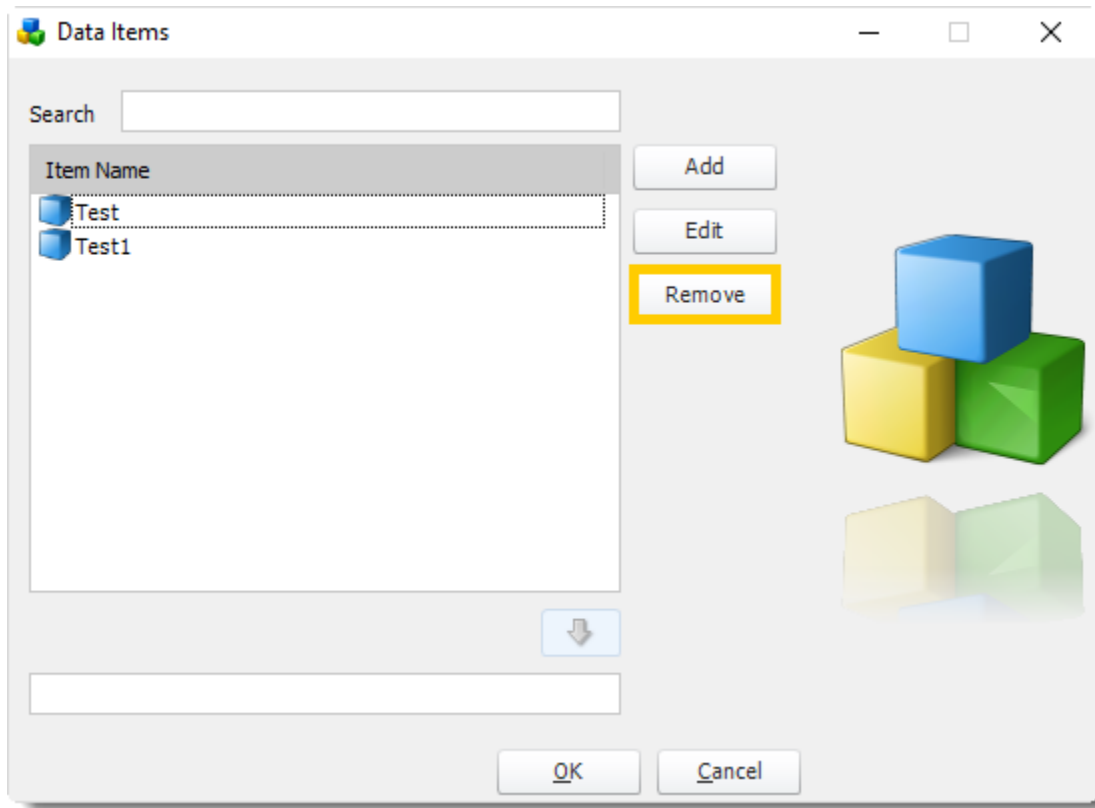 Data Items
Search
Item Name
Add
Test
Edit
Test1
Remove
OK
Cancel